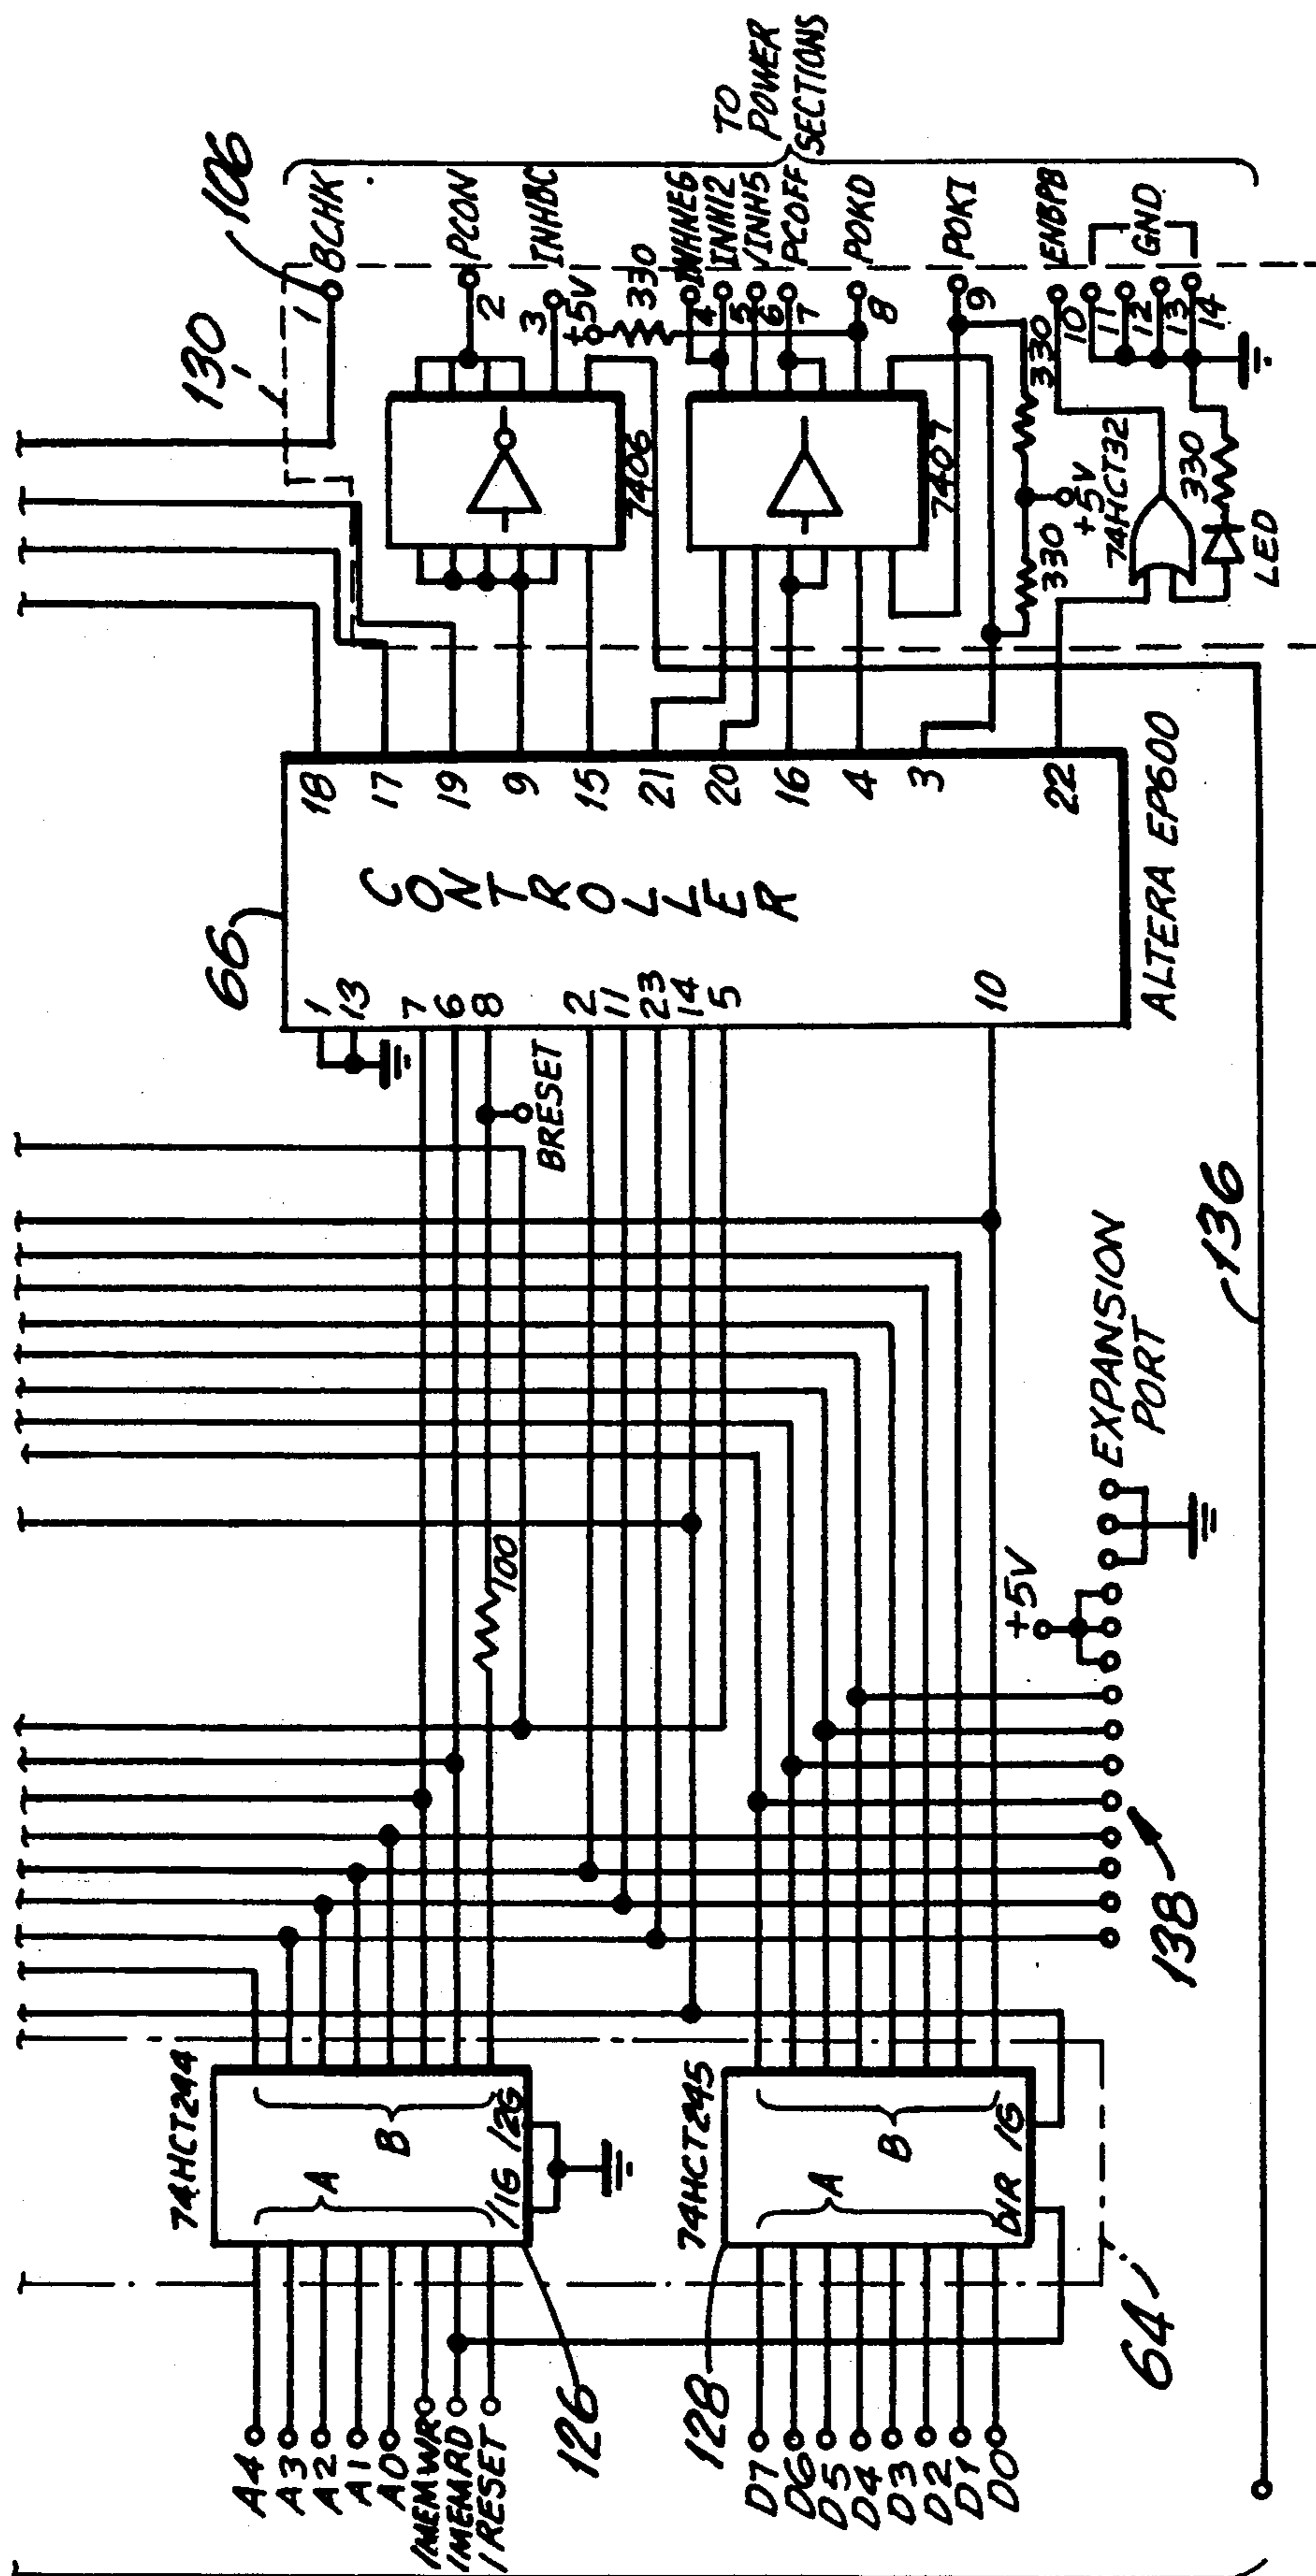 A4
A3
A2
A1
A0
/MEMWR
/MEMRD
/RESET
126
74HCT244
A
B
/1G /2G
D7
D6
D5
D4
D3
D2
D1
D0
128
74HCT245
A
B
DIR /G
64
138
+5V
EXPANSION
PORT
136
100
BRESET
66
CONTROLLER
1
13
7
6
8
2
11
23
14
5
10
18
17
19
9
15
21
20
16
4
3
22
ALTERA EP600
130
106
7406
7407
+5V
330
330
330
+5V
74HCT32
330
LED
1 BCHK
2 PCON
3 INHBC
4 INHNEG
5 INH12
6 /INH5
7 PCOFF
8 POKD
9 POKI
10 ENBPB
11
12
13
14
GND
TO
POWER
SECTIONS